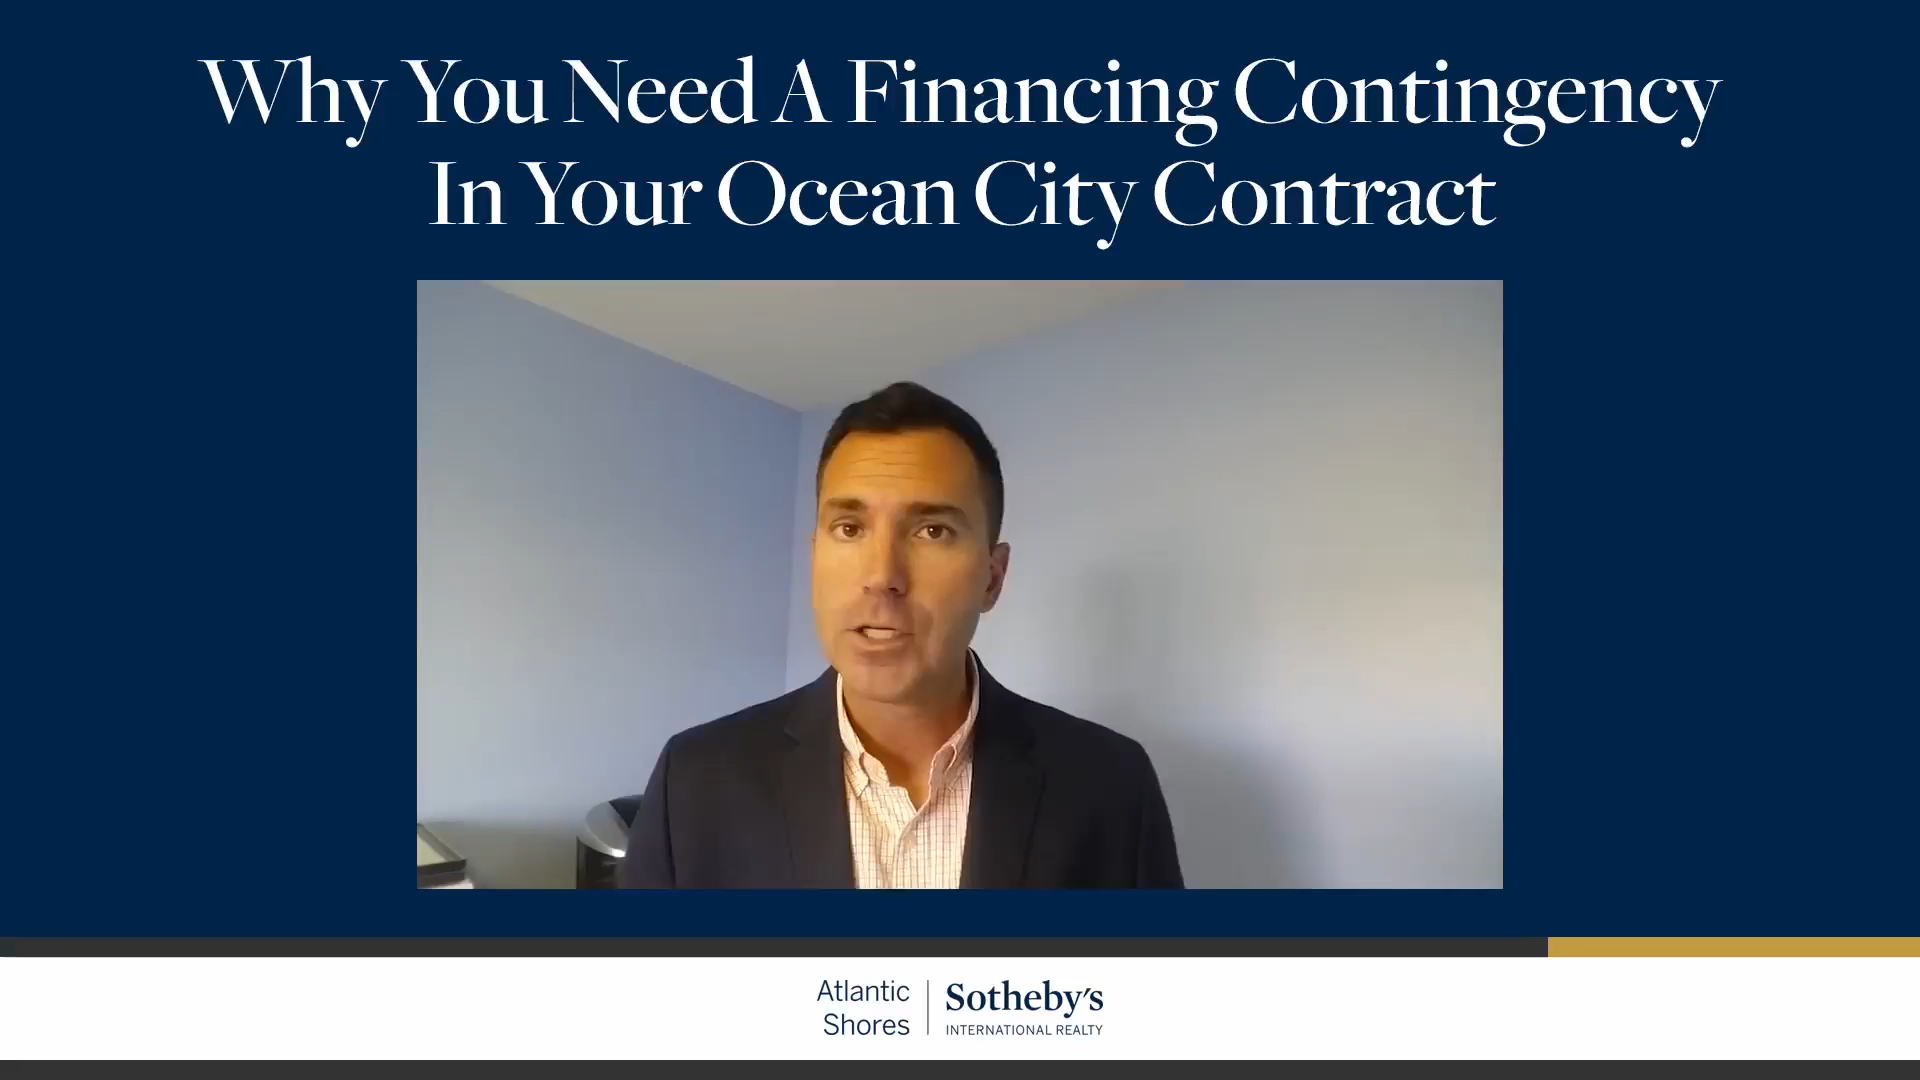 Why You Need A Financing Contingency
In Your Ocean City Contract
Atlantic
Shores
Sotheby's
INTERNATIONAL REALTY